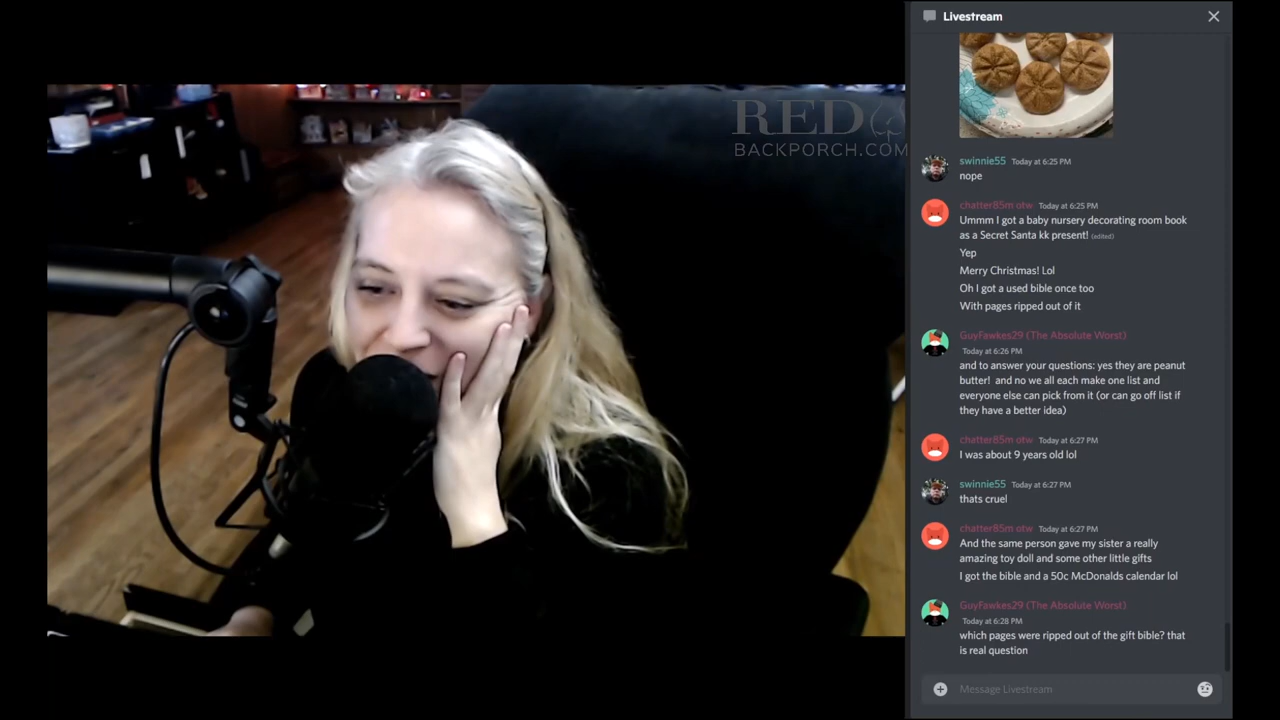 RED
BACKPORCH.COM
Livestream
swinnie55 Today at 6:25 PM
nope
chatter85m otw Today at 6:25 PM
Ummm I got a baby nursery decorating room book
as a Secret Santa kk present! (edited)
Yep
Merry Christmas! Lol
Oh I got a used bible once too
With pages ripped out of it
GuyFawkes29 (The Absolute Worst)
Today at 6:26 PM
and to answer your questions: yes they are peanut
butter! and no we all each make one list and
everyone else can pick from it (or can go off list if
they have a better idea)
chatter85m otw Today at 6:27 PM
I was about 9 years old lol
swinnie55 Today at 6:27 PM
thats cruel
chatter85m otw Today at 6:27 PM
And the same person gave my sister a really
amazing toy doll and some other little gifts
I got the bible and a 50c McDonalds calendar lol
GuyFawkes29 (The Absolute Worst)
Today at 6:28 PM
which pages were ripped out of the gift bible? that
is real question
Message Livestream